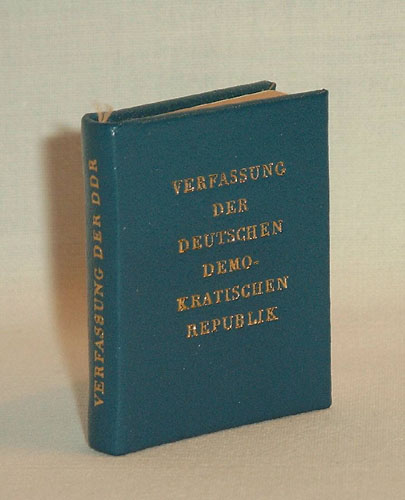 VERFASSUNG DER DDR
VERFASSUNG
DER
DEUTSCHEN
DEMO-
KRATISCHEN
REPUBLIK